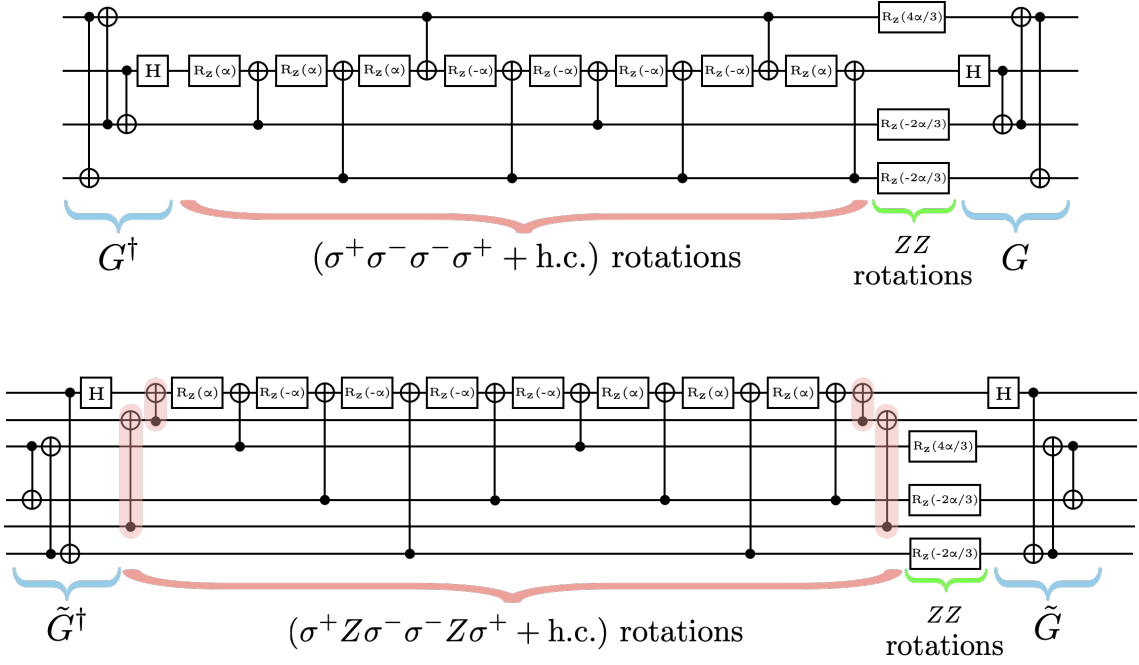 R_z(4α/3)
H R_z(α) R_z(α) R_z(α) R_z(-α) R_z(-α) R_z(-α) R_z(-α) R_z(α) H
R_z(-2α/3)
R_z(-2α/3)
G† (σ⁺σ⁻σ⁻σ⁺ + h.c.) rotations ZZ G
rotations
H R_z(α) R_z(-α) R_z(-α) R_z(α) R_z(-α) R_z(α) R_z(α) R_z(α) H
R_z(4α/3)
R_z(-2α/3)
R_z(-2α/3)
G̃† (σ⁺Zσ⁻σ⁻Zσ⁺ + h.c.) rotations ZZ G̃
rotations